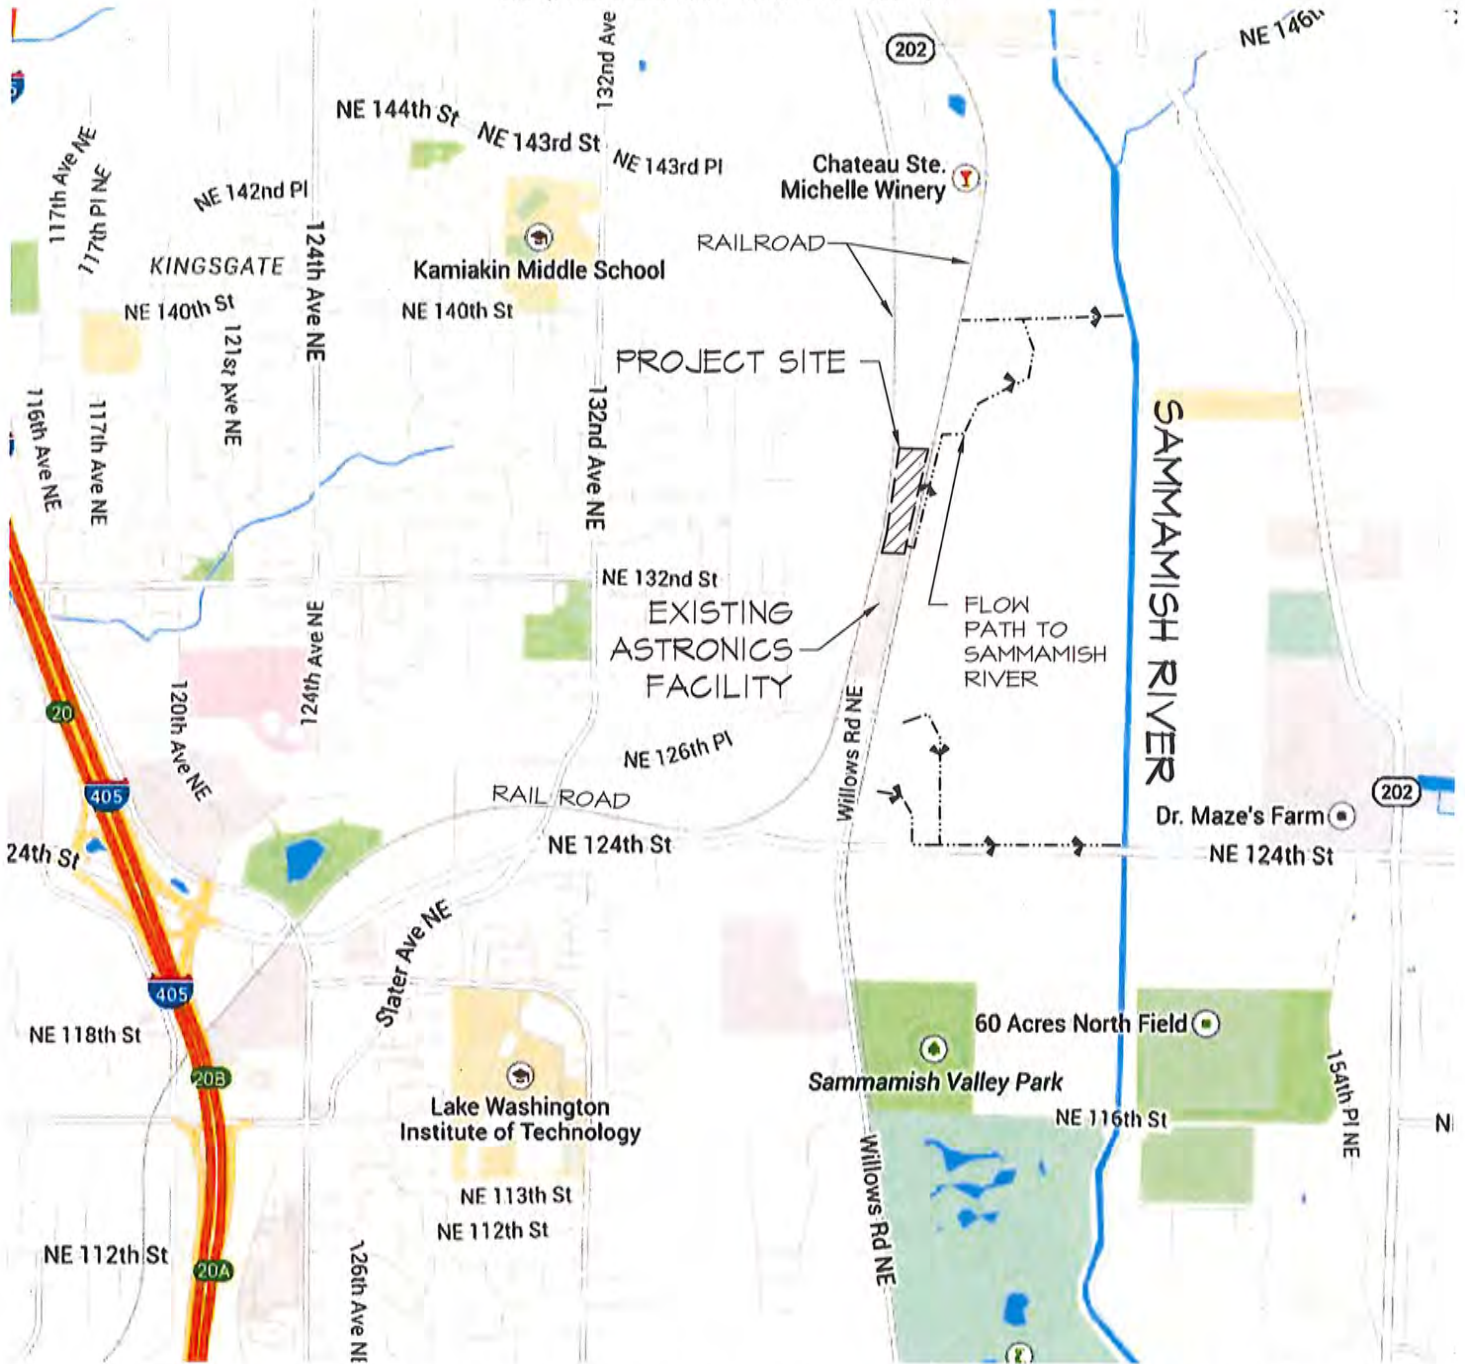 132nd Ave
202
NE 146th
NE 144th St
NE 143rd St
NE 143rd Pl
117th Ave NE
117th Pl NE
NE 142nd Pl
Chateau Ste.
Michelle Winery
124th Ave NE
RAILROAD
KINGSGATE
Kamiakin Middle School
NE 140th St
NE 140th St
121st Ave NE
PROJECT SITE
116th Ave NE
117th Ave NE
132nd Ave NE
SAMMAMISH RIVER
NE 132nd St
EXISTING
ASTRONICS
FACILITY
FLOW
PATH TO
SAMMAMISH
RIVER
124th Ave NE
120th Ave NE
20
Willows Rd NE
NE 126th Pl
405
RAIL ROAD
202
Dr. Maze's Farm
NE 124th St
24th St
NE 124th St
Slater Ave NE
405
NE 118th St
60 Acres North Field
20B
Sammamish Valley Park
154th Pl NE
Lake Washington
Institute of Technology
NE 116th St
N
Willows Rd NE
NE 113th St
NE 112th St
NE 112th St
20A
126th Ave NE